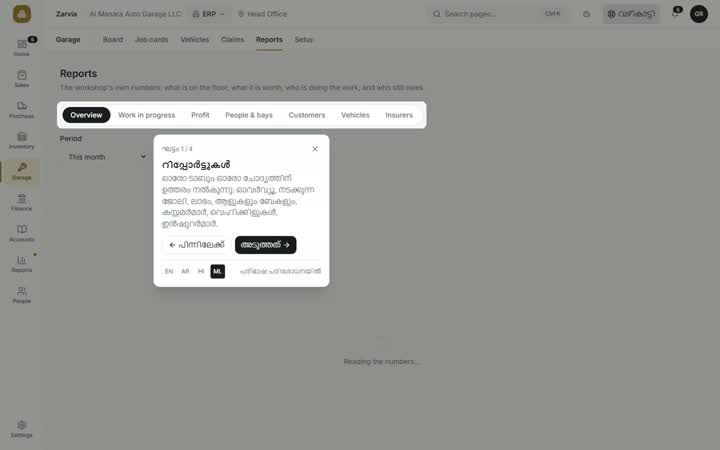 Zarvia
Al Manara Auto Garage LLC
ERP
Head Office
Search pages...
Ctrl K
വഴികാട്ടി
6
GR
Garage
Board
Job cards
Vehicles
Claims
Reports
Setup
5
Home
Sales
Purchase
Inventory
Garage
Finance
Accounts
Reports
People
Settings
Reports
The workshop's own numbers: what is on the floor, what it is worth, who is doing the work, and who still owes.
Overview
Work in progress
Profit
People & bays
Customers
Vehicles
Insurers
Period
This month
ഘട്ടം 1 / 4
റിപ്പോർട്ടുകൾ
ഓരോ ടാബും ഓരോ ചോദ്യത്തിന്
ഉത്തരം നൽകുന്നു: ഓവർവ്യൂ, നടക്കുന്ന
ജോലി, ലാഭം, ആളുകളും ബേകളും,
കസ്റ്റമർമാർ, വെഹിക്കിളുകൾ,
ഇൻഷുറർമാർ.
← പിന്നിലേക്ക്
അടുത്തത് →
EN
AR
HI
ML
പരിഭാഷ പരിശോധനയിൽ
Reading the numbers...